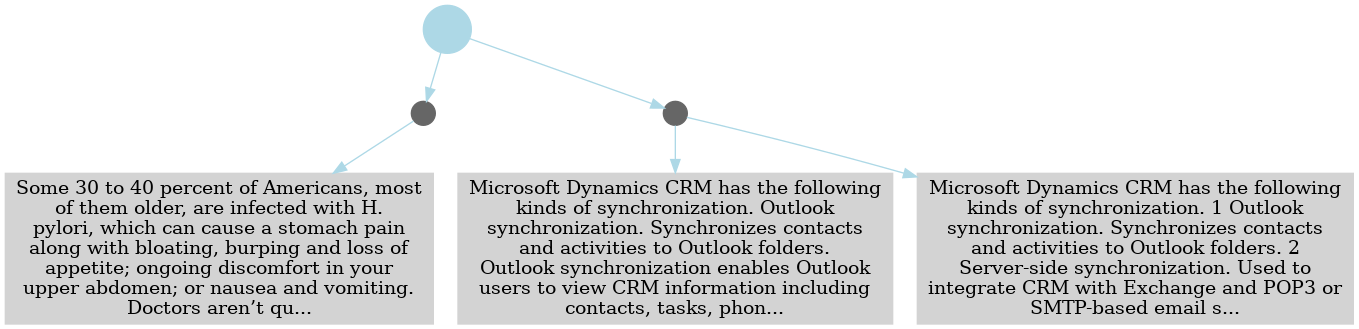 Some 30 to 40 percent of Americans, most
of them older, are infected with H.
pylori, which can cause a stomach pain
along with bloating, burping and loss of
appetite; ongoing discomfort in your
upper abdomen; or nausea and vomiting.
Doctors aren’t qu...
Microsoft Dynamics CRM has the following
kinds of synchronization. Outlook
synchronization. Synchronizes contacts
and activities to Outlook folders.
Outlook synchronization enables Outlook
users to view CRM information including
contacts, tasks, phon...
Microsoft Dynamics CRM has the following
kinds of synchronization. 1 Outlook
synchronization. Synchronizes contacts
and activities to Outlook folders. 2
Server-side synchronization. Used to
integrate CRM with Exchange and POP3 or
SMTP-based email s...